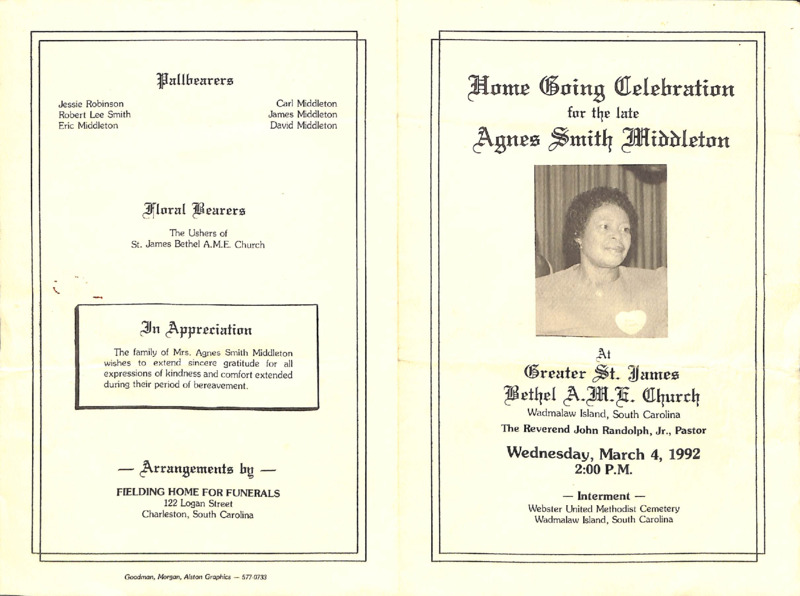 Pallbearers
Jessie Robinson
Robert Lee Smith
Eric Middleton
Carl Middleton
James Middleton
David Middleton
Floral Bearers
The Ushers of
St. James Bethel A.M.E. Church
In Appreciation
The family of Mrs. Agnes Smith Middleton
wishes to extend sincere gratitude for all
expressions of kindness and comfort extended
during their period of bereavement.
— Arrangements by —
FIELDING HOME FOR FUNERALS
122 Logan Street
Charleston, South Carolina
Goodman, Morgan, Alston Graphics — 577-0733
Home Going Celebration
for the late
Agnes Smith Middleton
At
Greater St. James
Bethel A.M.E. Church
Wadmalaw Island, South Carolina
The Reverend John Randolph, Jr., Pastor
Wednesday, March 4, 1992
2:00 P.M.
— Interment —
Webster United Methodist Cemetery
Wadmalaw Island, South Carolina